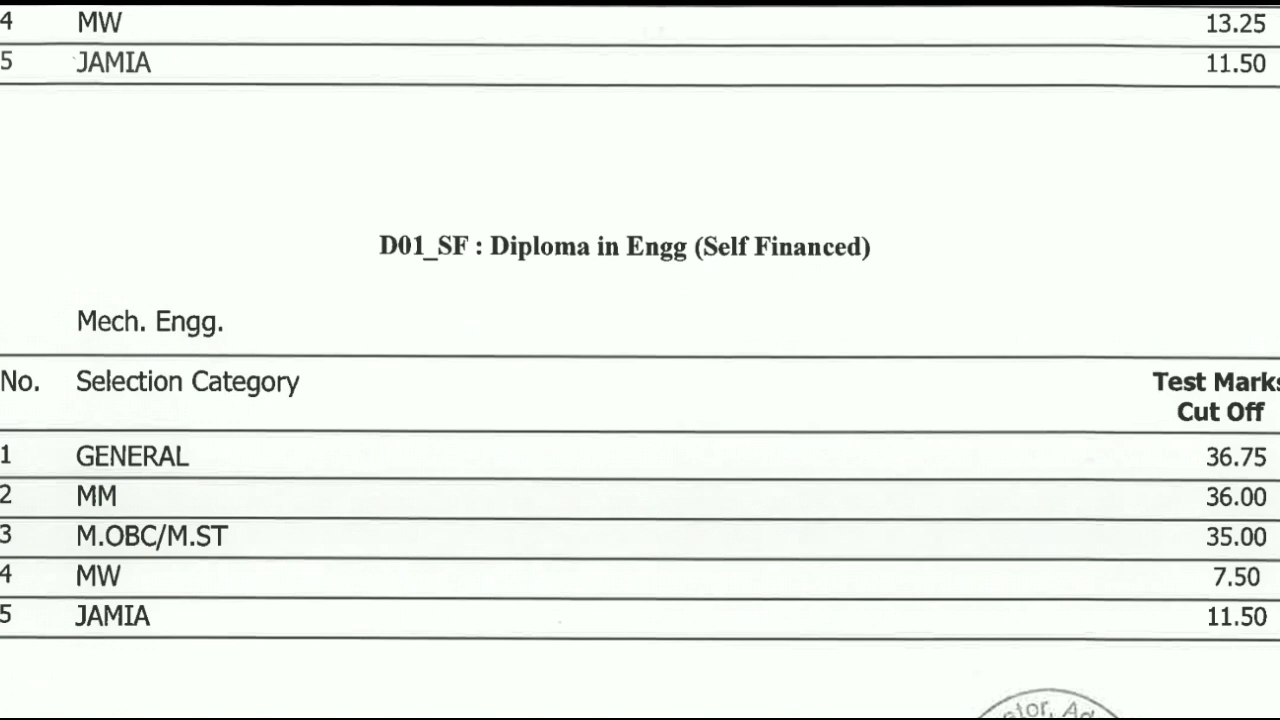 4 MW 13.25
5 JAMIA 11.50
D01_SF : Diploma in Engg (Self Financed)
Mech. Engg.
No. Selection Category Test Marks
Cut Off
1 GENERAL 36.75
2 MM 36.00
3 M.OBC/M.ST 35.00
4 MW 7.50
5 JAMIA 11.50